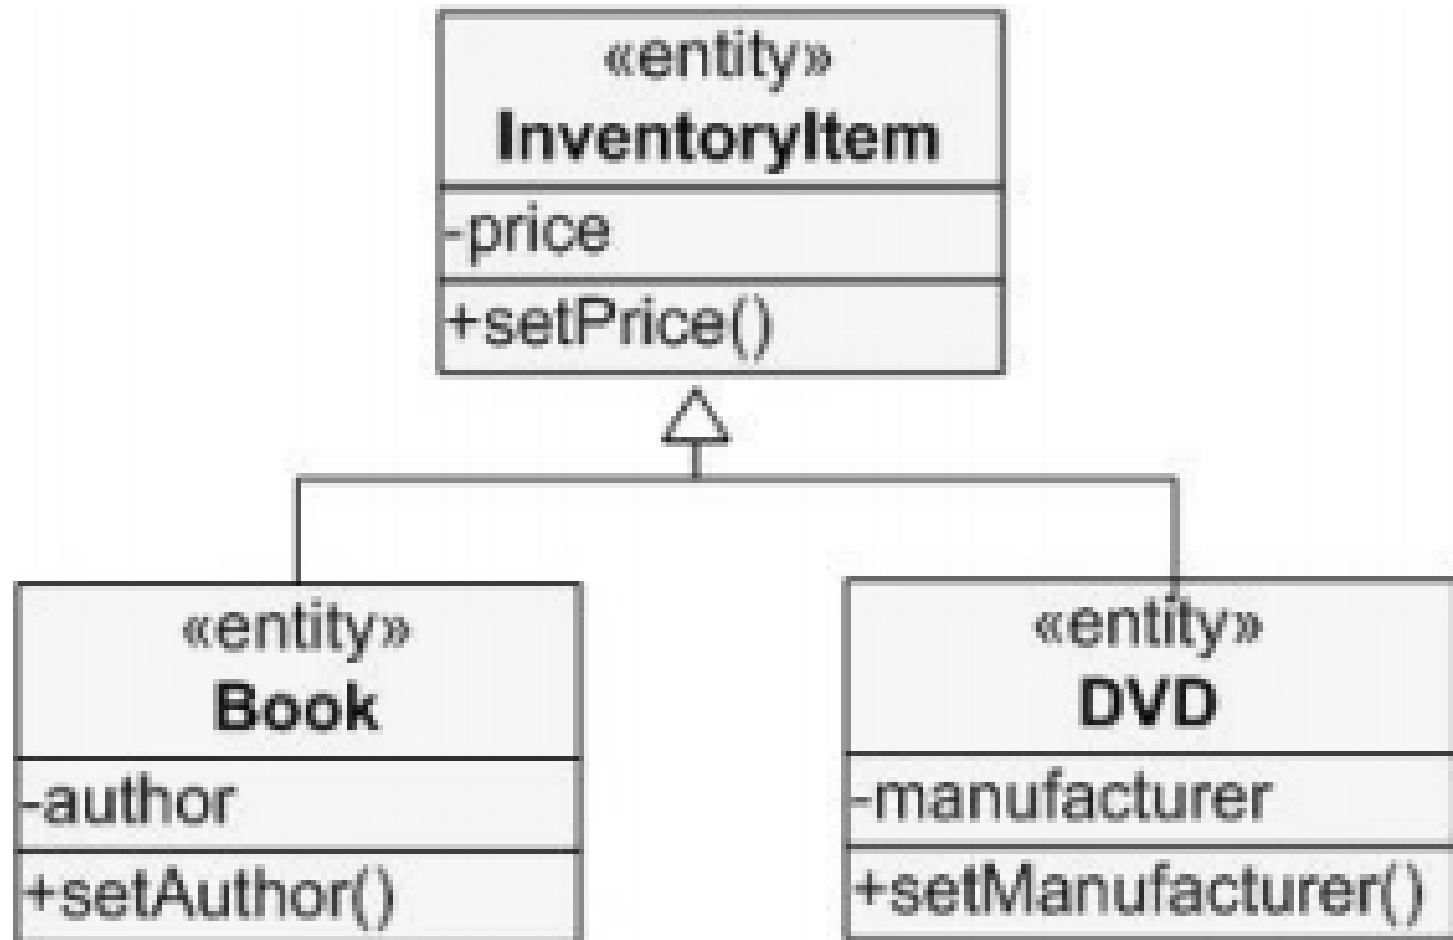 «entity»
InventoryItem
-price
+setPrice()
«entity»
Book
-author
+setAuthor()
«entity»
DVD
-manufacturer
+setManufacturer()